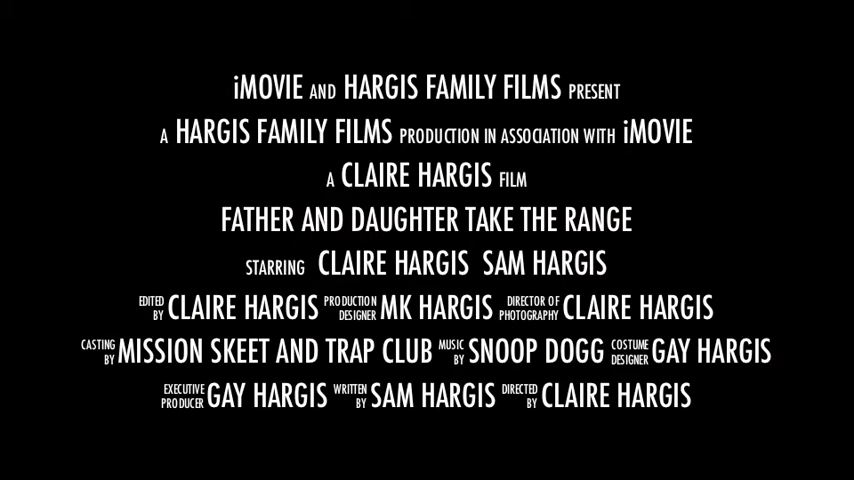 iMOVIE AND HARGIS FAMILY FILMS PRESENT
A HARGIS FAMILY FILMS PRODUCTION IN ASSOCIATION WITH iMOVIE
A CLAIRE HARGIS FILM
FATHER AND DAUGHTER TAKE THE RANGE
STARRING CLAIRE HARGIS SAM HARGIS
EDITED BY CLAIRE HARGIS PRODUCTION DESIGNER MK HARGIS DIRECTOR OF PHOTOGRAPHY CLAIRE HARGIS
CASTING BY MISSION SKEET AND TRAP CLUB MUSIC BY SNOOP DOGG COSTUME DESIGNER GAY HARGIS
EXECUTIVE PRODUCER GAY HARGIS WRITTEN BY SAM HARGIS DIRECTED BY CLAIRE HARGIS